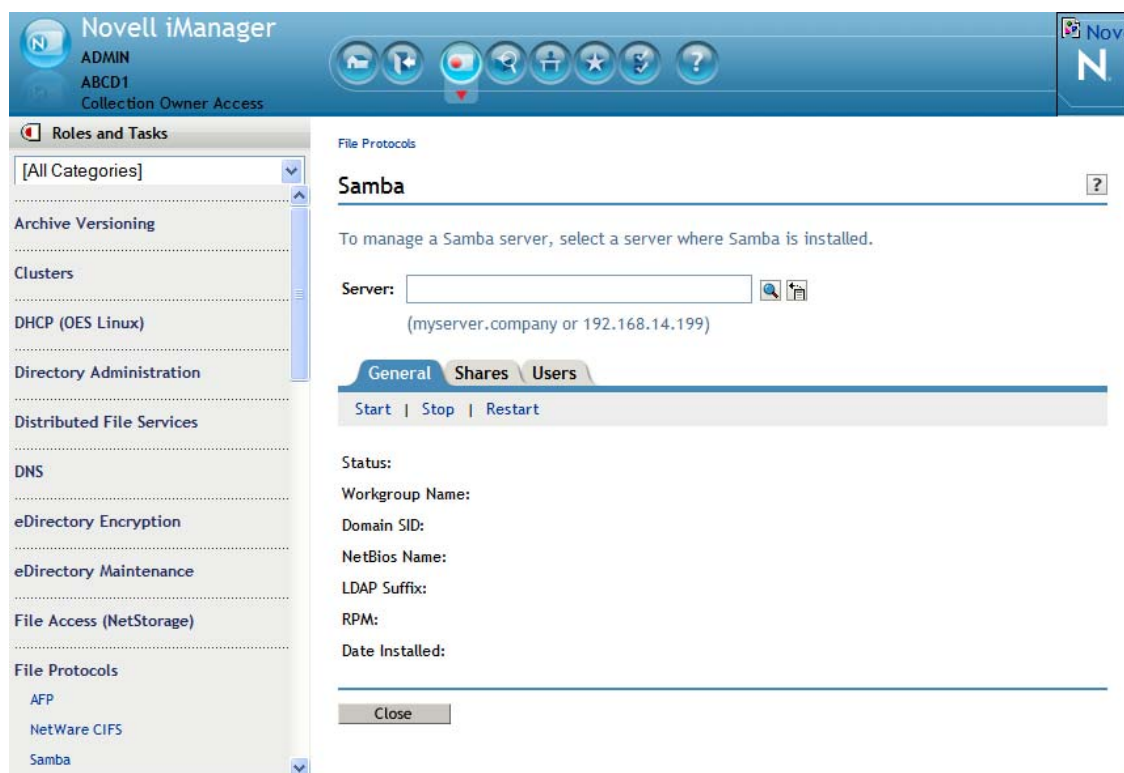 Novell iManager
ADMIN
ABCD1
Collection Owner Access
Nov
N
Roles and Tasks
[All Categories]
Archive Versioning
Clusters
DHCP (OES Linux)
Directory Administration
Distributed File Services
DNS
eDirectory Encryption
eDirectory Maintenance
File Access (NetStorage)
File Protocols
AFP
NetWare CIFS
Samba
File Protocols
Samba
?
To manage a Samba server, select a server where Samba is installed.
Server:
(myserver.company or 192.168.14.199)
General Shares Users
Start | Stop | Restart
Status:
Workgroup Name:
Domain SID:
NetBios Name:
LDAP Suffix:
RPM:
Date Installed:
Close